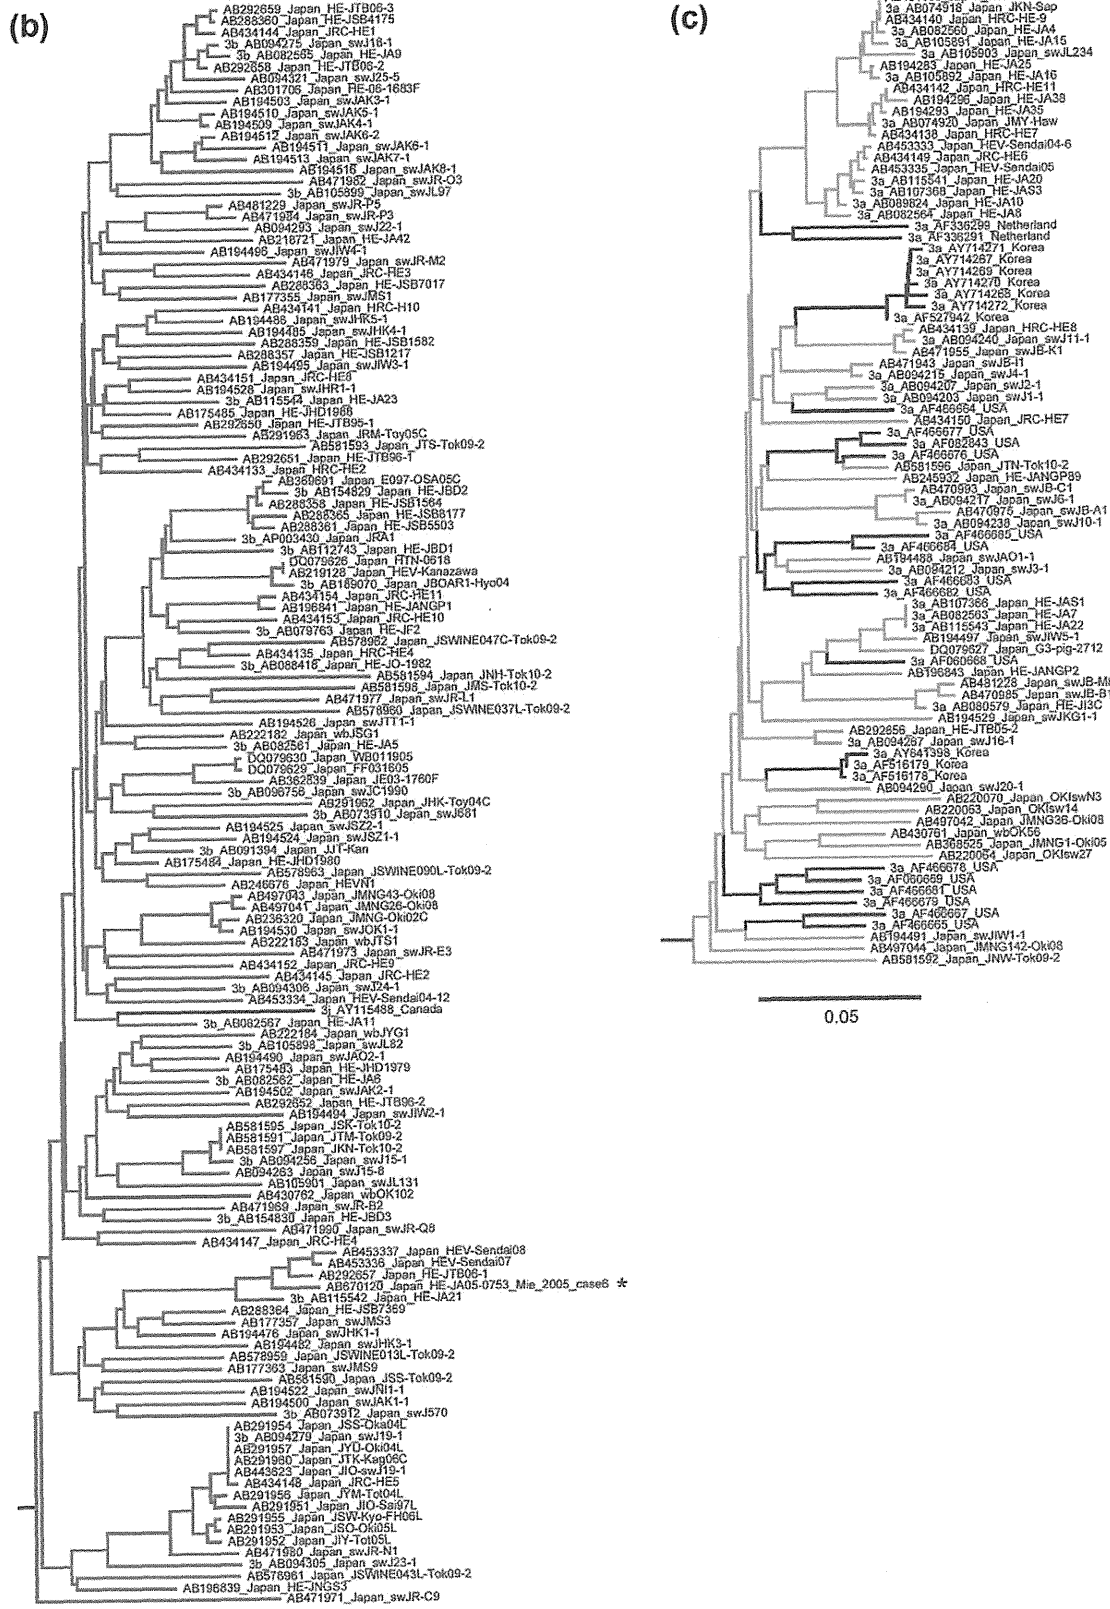 (b)
AB292659_Japan_HE-JTB06-3
AB288360_Japan_HE-JSB4175
AB434144_Japan_JRC-HE1
3b_AB094275_Japan_swJ18-1
3b_AB082565_Japan_HE-JA9
AB292658_Japan_HE-JTB06-2
AB094321_Japan_swJ25-5
AB301706_Japan_HE-06-1683F
AB194503_Japan_swJAK3-1
AB194510_Japan_swJAK5-1
AB194509_Japan_swJAK4-1
AB194512_Japan_swJAK6-2
AB194511_Japan_swJAK6-1
AB194513_Japan_swJAK7-1
AB194516_Japan_swJAK8-1
AB471982_Japan_swJR-O3
3b_AB105899_Japan_swJL97
AB481229_Japan_swJR-P5
AB471984_Japan_swJR-P3
AB094293_Japan_swJ22-1
AB218721_Japan_HE-JA42
AB194496_Japan_swJIW4-1
AB471979_Japan_swJR-M2
AB434146_Japan_JRC-HE3
AB288363_Japan_HE-JSB7017
AB177355_Japan_swJMS1
AB434141_Japan_HRC-H10
AB194486_Japan_swJHK5-1
AB194485_Japan_swJHK4-1
AB288359_Japan_HE-JSB1582
AB288357_Japan_HE-JSB1217
AB194495_Japan_swJIW3-1
AB434151_Japan_JRC-HE8
AB194528_Japan_swJHR1-1
3b_AB115544_Japan_HE-JA23
AB175485_Japan_HE-JHD1988
AB292650_Japan_HE-JTB95-1
AB291963_Japan_JRM-Toy05C
AB581593_Japan_JTS-Tok09-2
AB292651_Japan_HE-JTB96-1
AB434133_Japan_HRC-HE2
AB369691_Japan_E097-OSA05C
3b_AB154829_Japan_HE-JBD2
AB288358_Japan_HE-JSB1564
AB288365_Japan_HE-JSB8177
AB288361_Japan_HE-JSB5503
3b_AP003430_Japan_JRA1
3b_AB112743_Japan_HE-JBD1
DQ079626_Japan_HTN-0618
AB219128_Japan_HEV-Kanazawa
3b_AB189070_Japan_JBOAR1-Hyo04
AB434154_Japan_JRC-HE11
AB196841_Japan_HE-JANGP1
AB434153_Japan_JRC-HE10
3b_AB079763_Japan_HE-JF2
AB578962_Japan_JSWINE047C-Tok09-2
AB434135_Japan_HRC-HE4
3b_AB088418_Japan_HE-JO-1982
AB581594_Japan_JNH-Tok10-2
AB581598_Japan_JMS-Tok10-2
AB471977_Japan_swJR-L1
AB578960_Japan_JSWINE037L-Tok09-2
AB194526_Japan_swJTT1-1
AB222182_Japan_wbJSG1
3b_AB082561_Japan_HE-JA5
DQ079630_Japan_WB011905
DQ079629_Japan_FF031605
AB362839_Japan_JE03-1760F
3b_AB096756_Japan_swJC1990
AB291962_Japan_JHK-Toy04C
3b_AB073910_Japan_swJ681
AB194525_Japan_swJSZ2-1
AB194524_Japan_swJSZ1-1
3b_AB091394_Japan_JJT-Kan
AB175484_Japan_HE-JHD1980
AB578963_Japan_JSWINE090L-Tok09-2
AB246676_Japan_HEVN1
AB497043_Japan_JMNG43-Oki08
AB497041_Japan_JMNG26-Oki08
AB236320_Japan_JMNG-Oki02C
AB194530_Japan_swJOK1-1
AB222183_Japan_wbJTS1
AB471973_Japan_swJR-E3
AB434152_Japan_JRC-HE9
AB434145_Japan_JRC-HE2
3b_AB094306_Japan_swJ24-1
AB453334_Japan_HEV-Sendai04-12
3j_AY115488_Canada
3b_AB082567_Japan_HE-JA11
AB222184_Japan_wbJYG1
3b_AB105898_Japan_swJL82
AB194490_Japan_swJAO2-1
AB175483_Japan_HE-JHD1979
3b_AB082562_Japan_HE-JA6
AB194502_Japan_swJAK2-1
AB292652_Japan_HE-JTB96-2
AB194494_Japan_swJIW2-1
AB581595_Japan_JSK-Tok10-2
AB581591_Japan_JTM-Tok09-2
AB581597_Japan_JKN-Tok10-2
3b_AB094256_Japan_swJ15-1
AB094263_Japan_swJ15-8
AB105901_Japan_swJL131
AB430762_Japan_wbOK102
AB471969_Japan_swJR-B2
3b_AB154830_Japan_HE-JBD3
AB471990_Japan_swJR-Q8
AB434147_Japan_JRC-HE4
AB453337_Japan_HEV-Sendai08
AB453336_Japan_HEV-Sendai07
AB292657_Japan_HE-JTB06-1
AB670120_Japan_HE-JA05-0753_Mie_2005_case6 *
3b_AB115542_Japan_HE-JA21
AB288364_Japan_HE-JSB7369
AB177357_Japan_swJMS3
AB194476_Japan_swJHK1-1
AB194482_Japan_swJHK3-1
AB578959_Japan_JSWINE013L-Tok09-2
AB177363_Japan_swJMS9
AB581590_Japan_JSS-Tok09-2
AB194522_Japan_swJNI1-1
AB194500_Japan_swJAK1-1
3b_AB073912_Japan_swJ570
AB291954_Japan_JSS-Oka04L
3b_AB094279_Japan_swJ19-1
AB291957_Japan_JYU-Oki04L
AB291960_Japan_JTK-Kag06C
AB443623_Japan_JIO-swJ19-1
AB434148_Japan_JRC-HE5
AB291956_Japan_JYM-Tot04L
AB291951_Japan_JIO-Sai97L
AB291955_Japan_JSW-Kyo-FH06L
AB291953_Japan_JSO-Oki05L
AB291952_Japan_JIY-Tot05L
AB471980_Japan_swJR-N1
3b_AB094305_Japan_swJ23-1
AB578961_Japan_JSWINE043L-Tok09-2
AB196839_Japan_HE-JNGS3
AB471971_Japan_swJR-C9
(c)
3a_AB074918_Japan_JKN-Sap
AB434140_Japan_HRC-HE-9
3a_AB082560_Japan_HE-JA4
3a_AB105891_Japan_HE-JA15
3a_AB105903_Japan_swJL234
AB194283_Japan_HE-JA25
3a_AB105892_Japan_HE-JA16
AB434142_Japan_HRC-HE11
AB194296_Japan_HE-JA38
AB194293_Japan_HE-JA35
3a_AB074920_Japan_JMY-Haw
AB434138_Japan_HRC-HE7
AB453333_Japan_HEV-Sendai04-6
AB434149_Japan_JRC-HE6
AB453335_Japan_HEV-Sendai05
3a_AB115541_Japan_HE-JA20
3a_AB107368_Japan_HE-JAS3
3a_AB089824_Japan_HE-JA10
3a_AB082564_Japan_HE-JA8
3a_AF336299_Netherland
3a_AF336291_Netherland
3a_AY714271_Korea
3a_AY714267_Korea
3a_AY714269_Korea
3a_AY714270_Korea
3a_AY714268_Korea
3a_AY714272_Korea
3a_AF527942_Korea
AB434139_Japan_HRC-HE8
3a_AB094240_Japan_swJ11-1
AB471955_Japan_swJB-K1
AB471943_Japan_swJB-I1
3a_AB094215_Japan_swJ4-1
3a_AB094207_Japan_swJ2-1
3a_AB094203_Japan_swJ1-1
3a_AF466664_USA
AB434150_Japan_JRC-HE7
3a_AF466677_USA
3a_AF082843_USA
3a_AF466676_USA
AB581596_Japan_JTN-Tok10-2
AB245932_Japan_HE-JANGP89
AB470993_Japan_swJB-C1
3a_AB094217_Japan_swJ6-1
AB470975_Japan_swJB-A1
3a_AB094238_Japan_swJ10-1
3a_AF466685_USA
3a_AF466684_USA
AB194488_Japan_swJAO1-1
3a_AB094212_Japan_swJ3-1
3a_AF466683_USA
3a_AF466682_USA
3a_AB107366_Japan_HE-JAS1
3a_AB082563_Japan_HE-JA7
3a_AB115543_Japan_HE-JA22
AB194497_Japan_swJIW5-1
DQ079627_Japan_G3-pig-2712
3a_AF060668_USA
AB196843_Japan_HE-JANGP2
AB481228_Japan_swJB-M8
AB470985_Japan_swJB-B1
3a_AB080579_Japan_HE-JI3C
AB194529_Japan_swJKG1-1
AB292656_Japan_HE-JTB05-2
3a_AB094267_Japan_swJ16-1
3a_AY641398_Korea
3a_AF516179_Korea
3a_AF516178_Korea
AB094290_Japan_swJ20-1
AB220070_Japan_OKIswN3
AB220063_Japan_OKIsw14
AB497042_Japan_JMNG36-Oki08
AB430761_Japan_wbOK56
AB368525_Japan_JMNG1-Oki05
AB220064_Japan_OKIsw27
3a_AF466678_USA
3a_AF060669_USA
3a_AF466681_USA
3a_AF466679_USA
3a_AF466667_USA
3a_AF466665_USA
AB194491_Japan_swJIW1-1
AB497044_Japan_JMNG142-Oki08
AB581592_Japan_JNW-Tok09-2
0.05